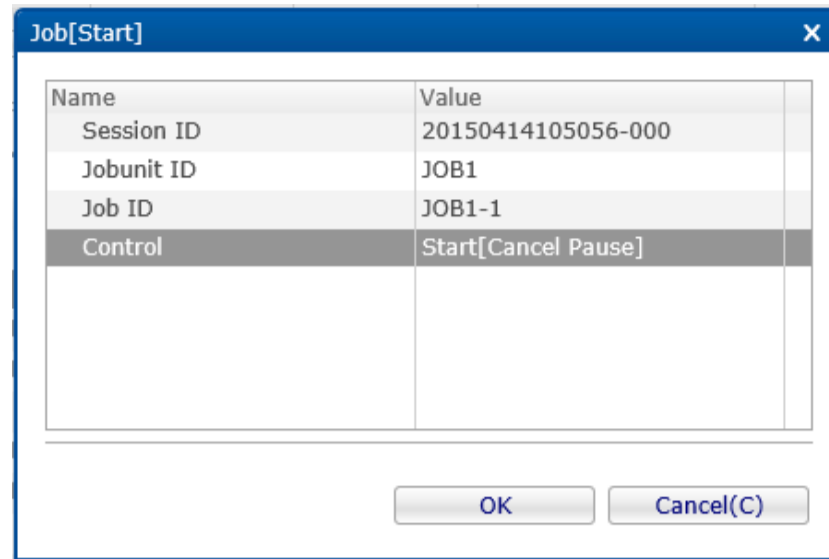 Job[Start]
Name Value
Session ID 20150414105056-000
Jobunit ID JOB1
Job ID JOB1-1
Control Start[Cancel Pause]
OK Cancel(C)